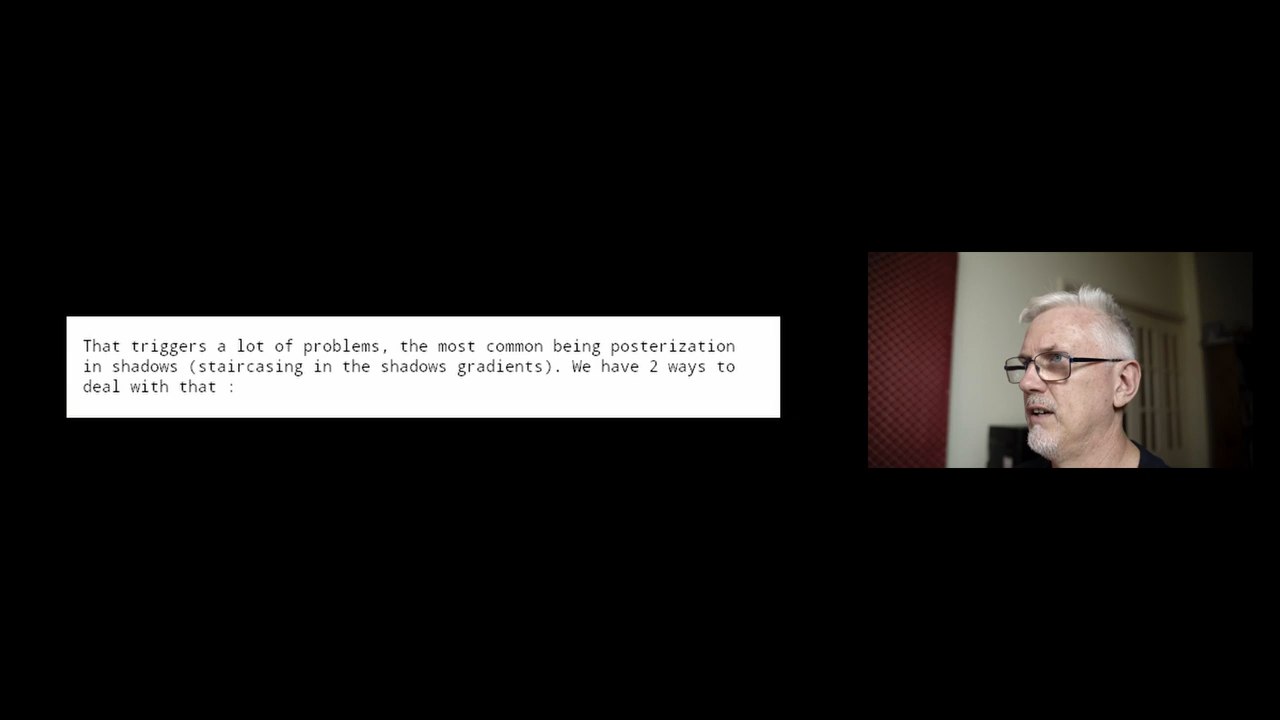 That triggers a lot of problems, the most common being posterization
in shadows (staircasing in the shadows gradients). We have 2 ways to
deal with that :